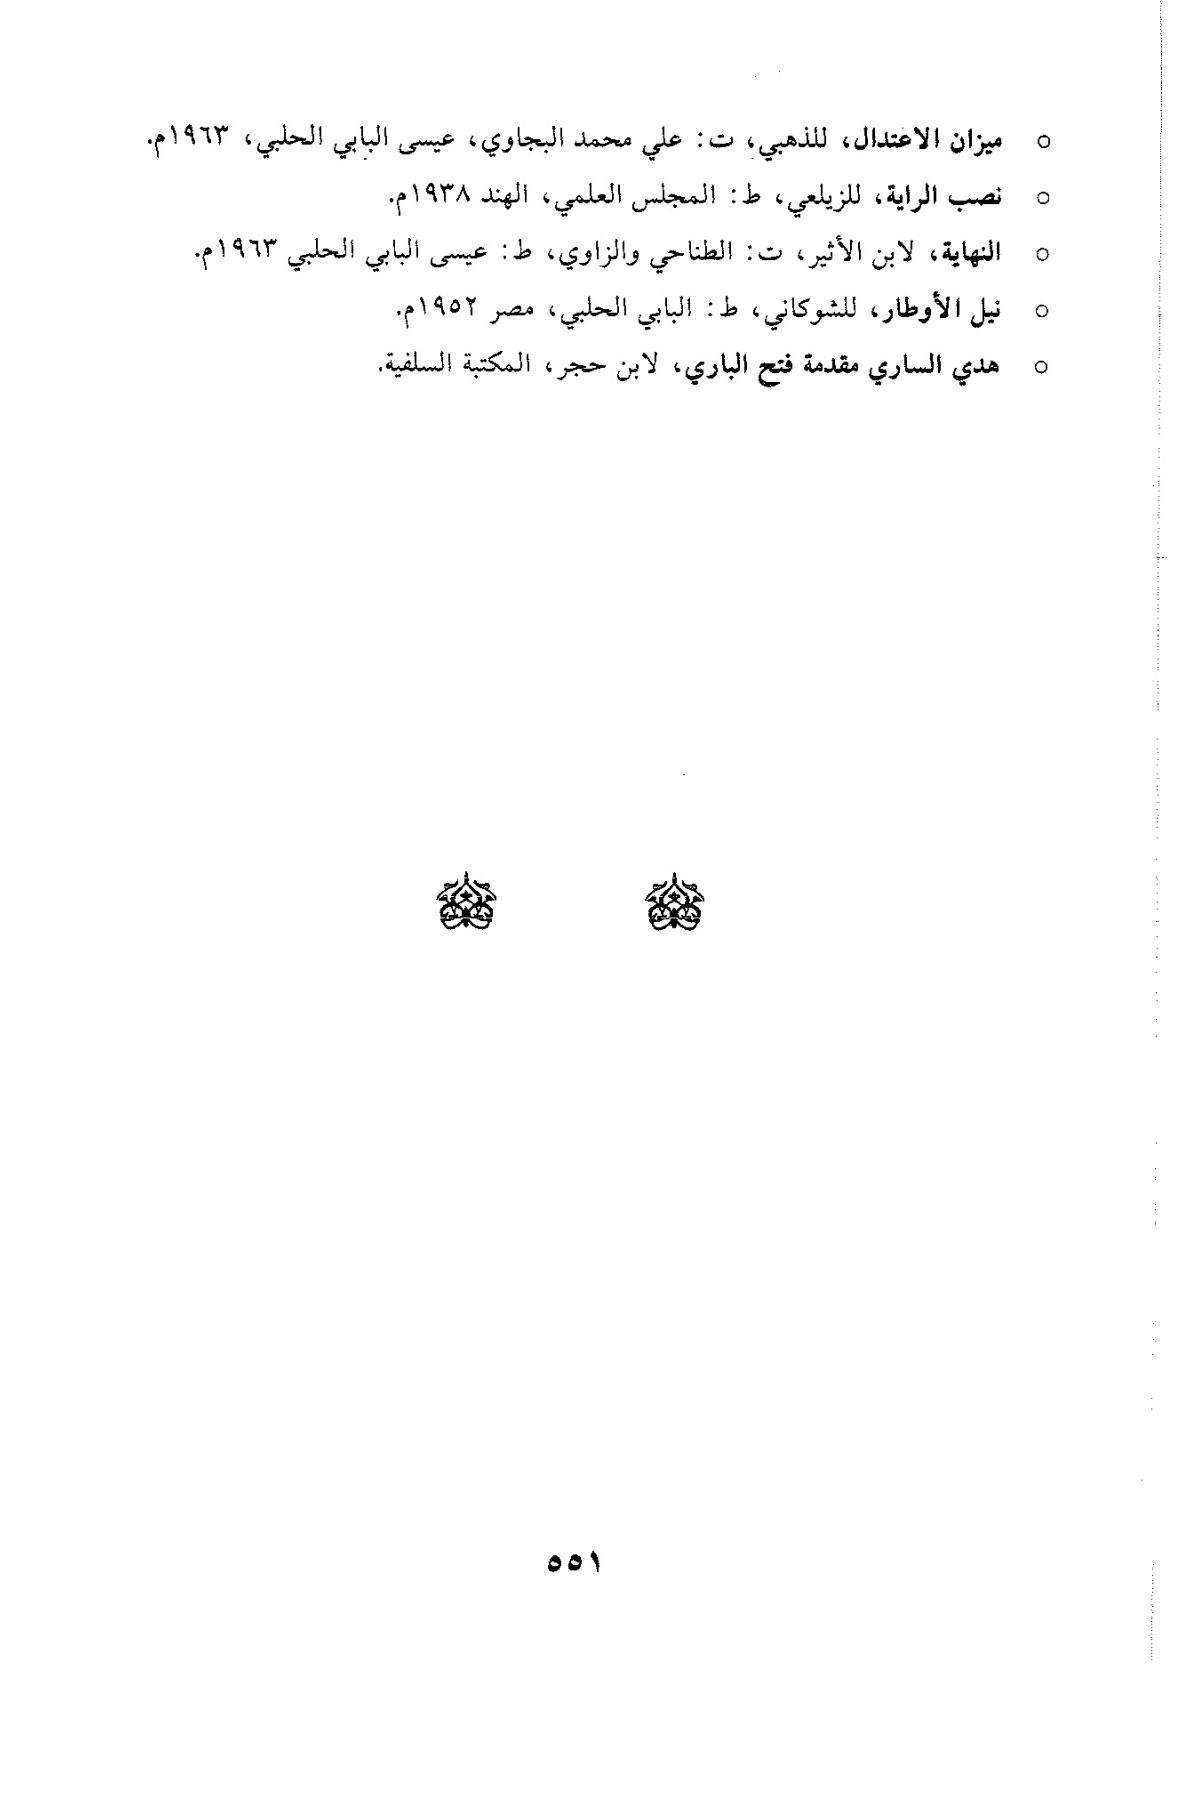 ○ ميزان الاعتدال، للذهبي، ت: علي محمد البجاوي، عيسى البابي الحلبي، ١٩٦٣م.
○ نصب الراية، للزيلعي، ط: المجلس العلمي، الهند ١٩٣٨م.
○ النهاية، لابن الأثير، ت: الطناحي والزاوي، ط: عيسى البابي الحلبي ١٩٦٣م.
○ نيل الأوطار، للشوكاني، ط: البابي الحلبي، مصر ١٩٥٢م.
○ هدي الساري مقدمة فتح الباري، لابن حجر، المكتبة السلفية.
٥٥١